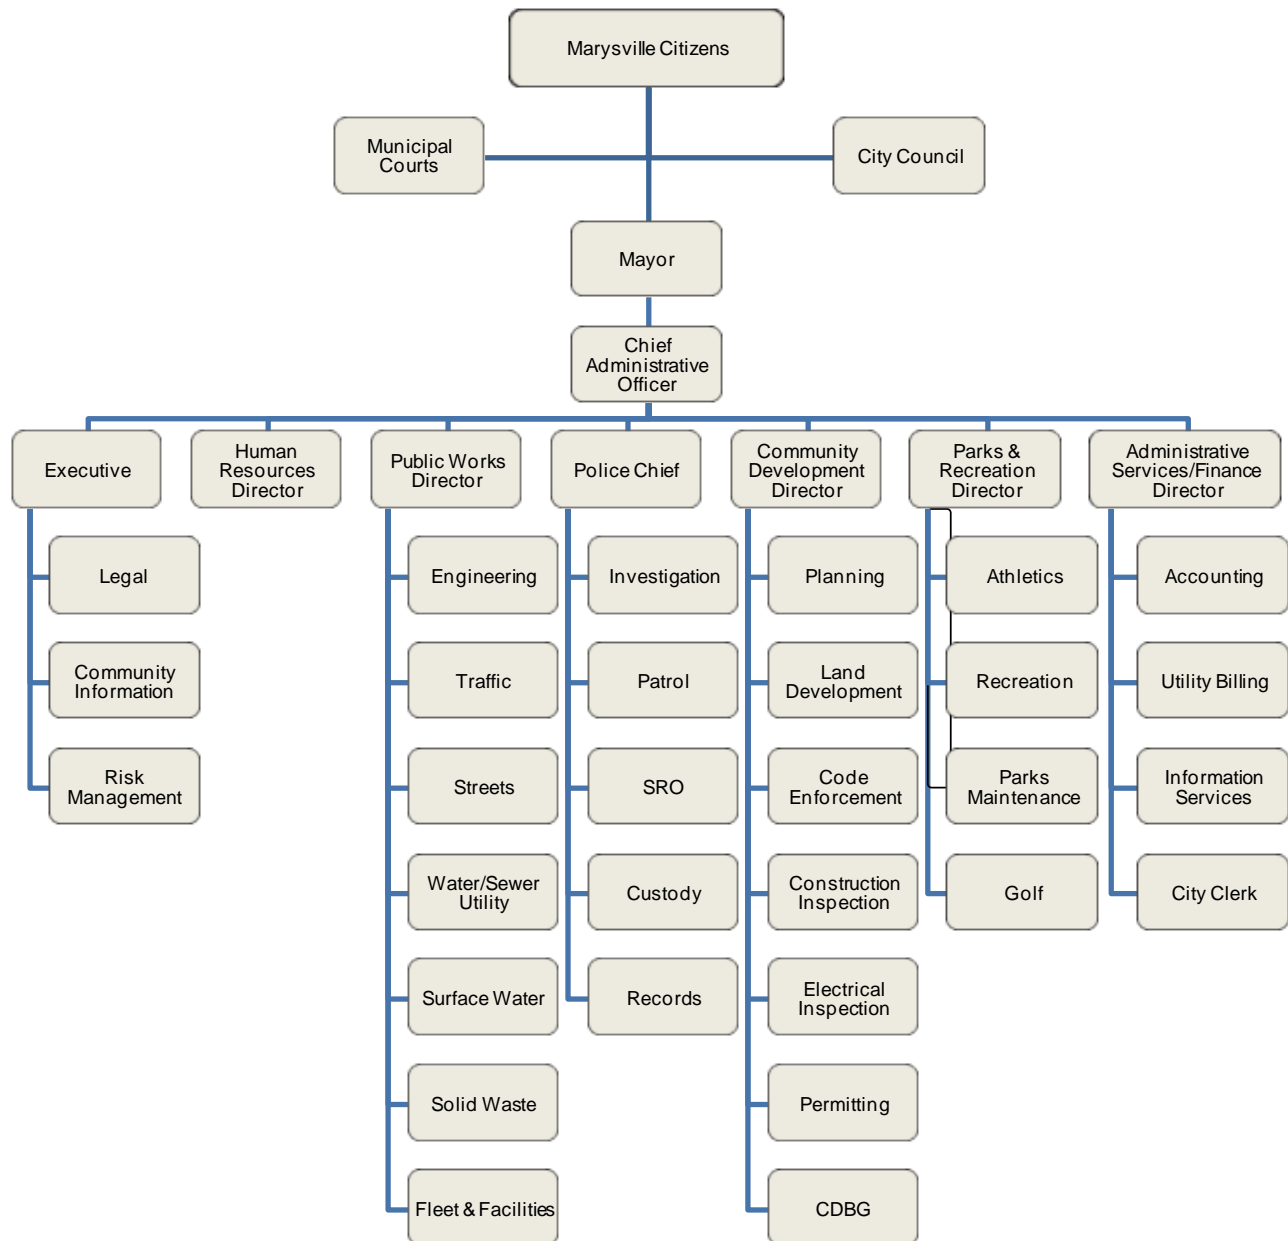 Marysville Citizens
Municipal
Courts
City Council
Mayor
Chief
Administrative
Officer
Executive
Human
Resources
Director
Public Works
Director
Police Chief
Community
Development
Director
Parks &
Recreation
Director
Administrative
Services/Finance
Director
Legal
Community
Information
Risk
Management
Engineering
Traffic
Streets
Water/Sewer
Utility
Surface Water
Solid Waste
Fleet & Facilities
Investigation
Patrol
SRO
Custody
Records
Planning
Land
Development
Code
Enforcement
Construction
Inspection
Electrical
Inspection
Permitting
CDBG
Athletics
Recreation
Parks
Maintenance
Golf
Accounting
Utility Billing
Information
Services
City Clerk